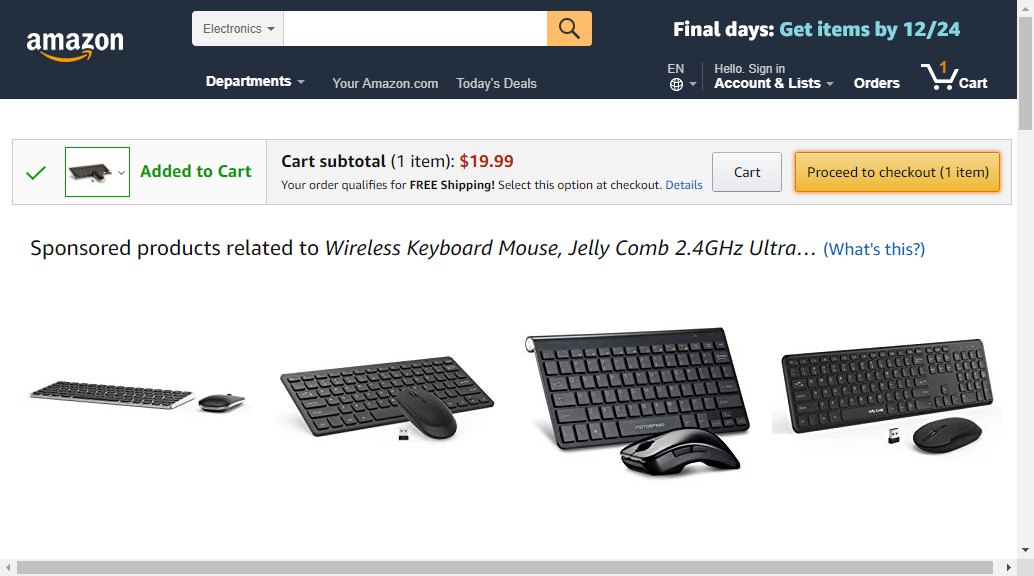 amazon
Electronics
Final days: Get items by 12/24
Departments
Your Amazon.com
Today's Deals
EN
Hello. Sign in
Account & Lists
Orders
1
Cart
Added to Cart
Cart subtotal (1 item): $19.99
Your order qualifies for FREE Shipping! Select this option at checkout. Details
Cart
Proceed to checkout (1 item)
Sponsored products related to Wireless Keyboard Mouse, Jelly Comb 2.4GHz Ultra… (What's this?)
MOTOSPEED
Jelly Comb